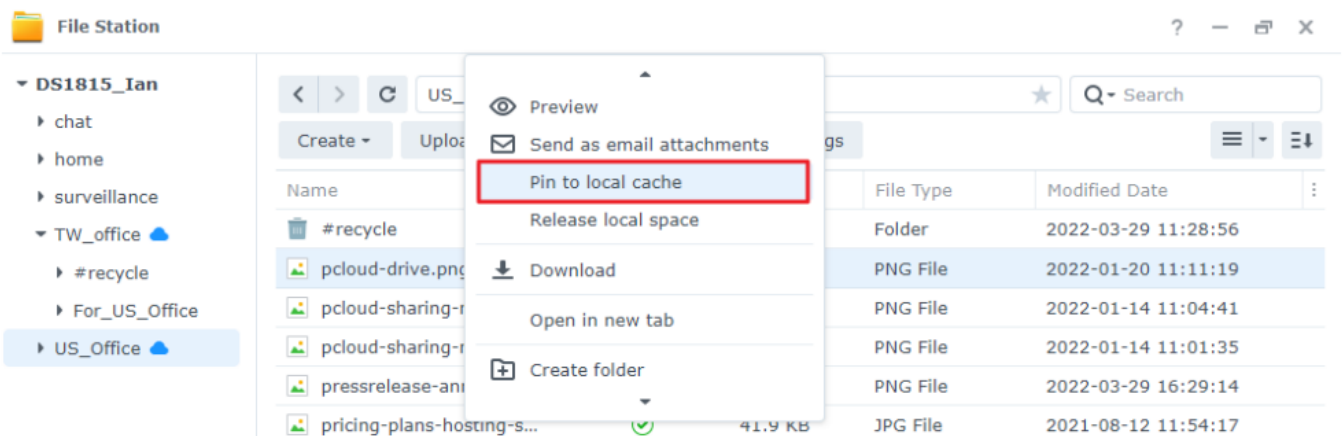 File Station
DS1815_Ian
chat
home
surveillance
TW_office
#recycle
For_US_Office
US_Office
US_
Search
Create
Name
File Type
Modified Date
#recycle
Folder
2022-03-29 11:28:56
pcloud-drive.png
PNG File
2022-01-20 11:11:19
pcloud-sharing-
PNG File
2022-01-14 11:04:41
pcloud-sharing-
PNG File
2022-01-14 11:01:35
pressrelease-
PNG File
2022-03-29 16:29:14
pricing-plans-hosting-s...
41.9 KB
JPG File
2021-08-12 11:54:17
Preview
Send as email attachments
Pin to local cache
Release local space
Download
Open in new tab
Create folder